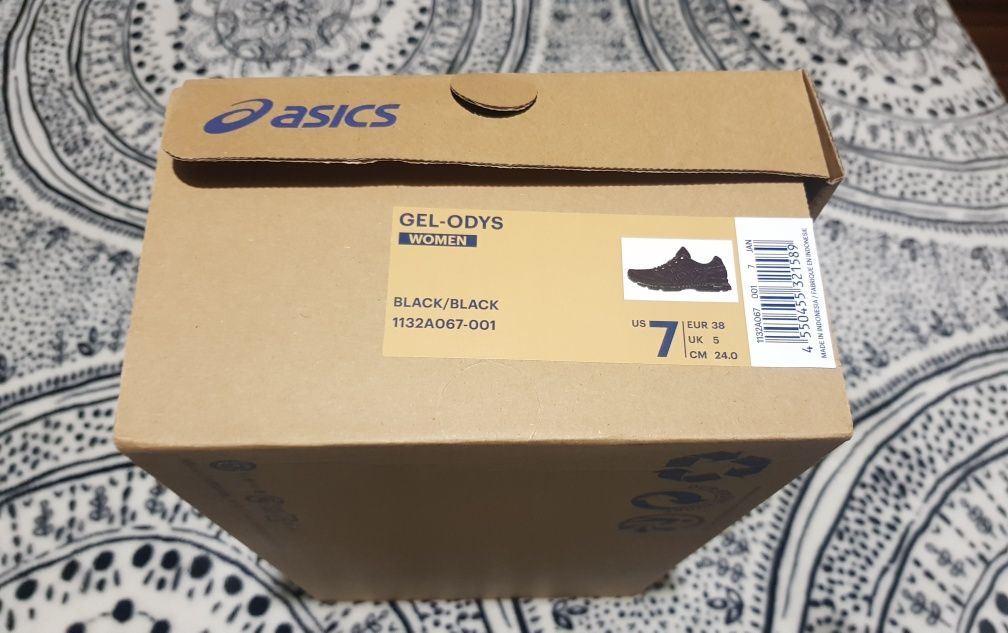 asics
GEL-ODYS
WOMEN
BLACK/BLACK
1132A067-001
US 7
EUR 38
UK 5
CM 24.0
1132A067 001 7 JAN
4 550455 321589
MADE IN INDONESIA / FABRIQUÉ EN INDONÉSIE